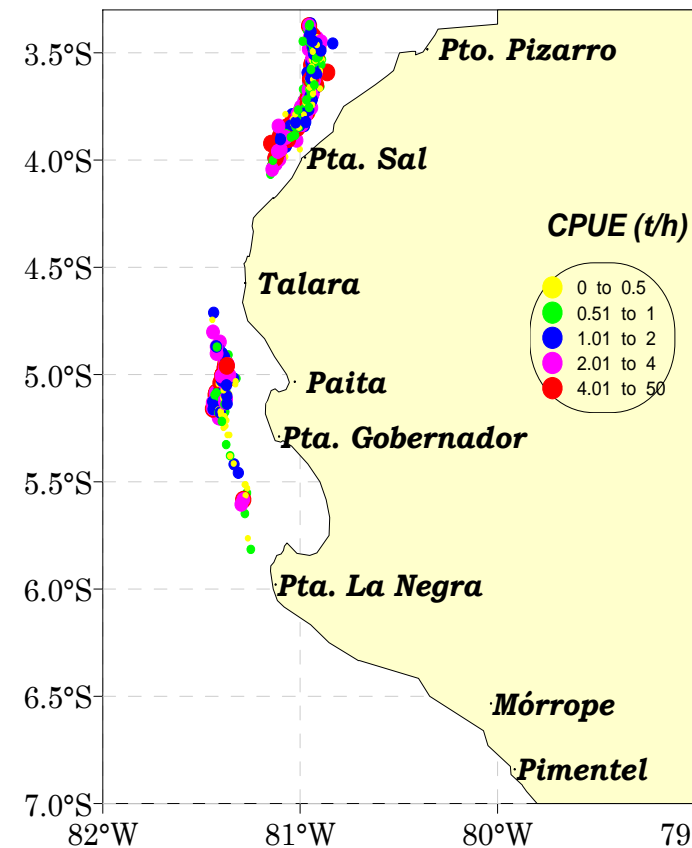 3.5°S
Pto. Pizarro
4.0°S
Pta. Sal
CPUE (t/h)
4.5°S
Talara
0 to 0.5
0.51 to 1
1.01 to 2
2.01 to 4
4.01 to 50
5.0°S
Paita
Pta. Gobernador
5.5°S
6.0°S
Pta. La Negra
6.5°S
Mórrope
Pimentel
7.0°S
82°W 81°W 80°W 79